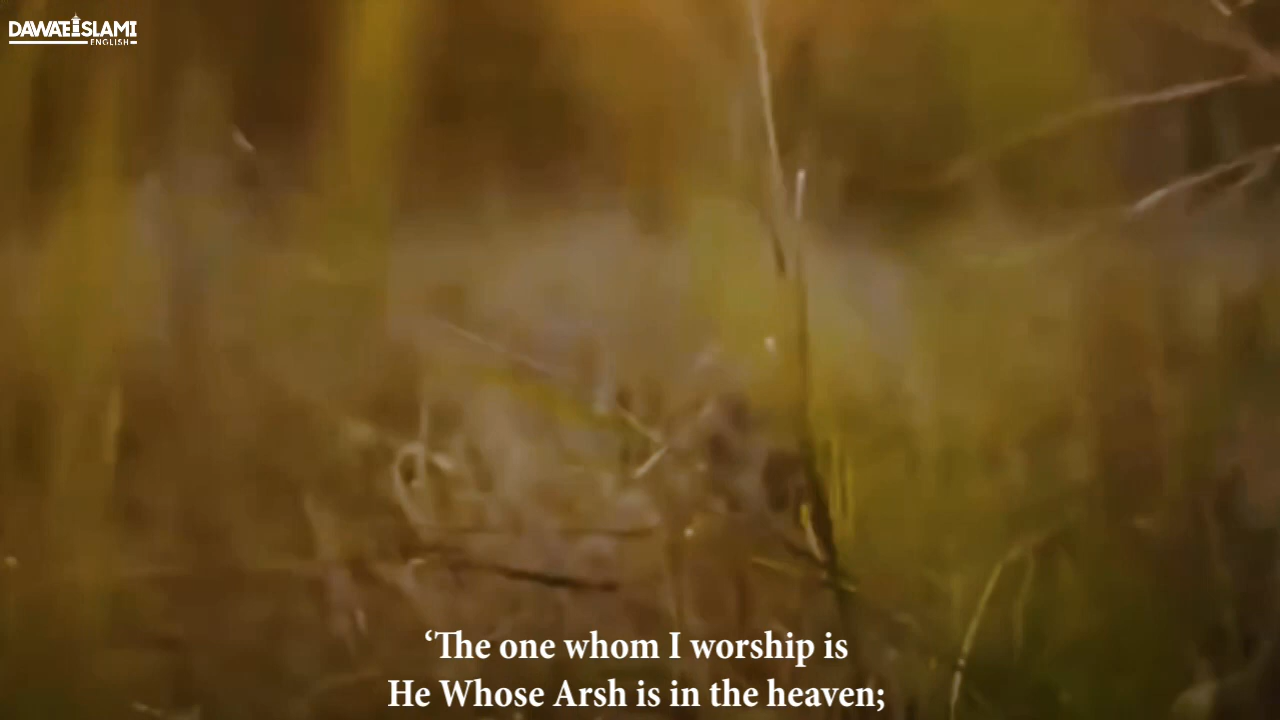 DAWATEISLAMI
ENGLISH
‘The one whom I worship is
He Whose Arsh is in the heaven;